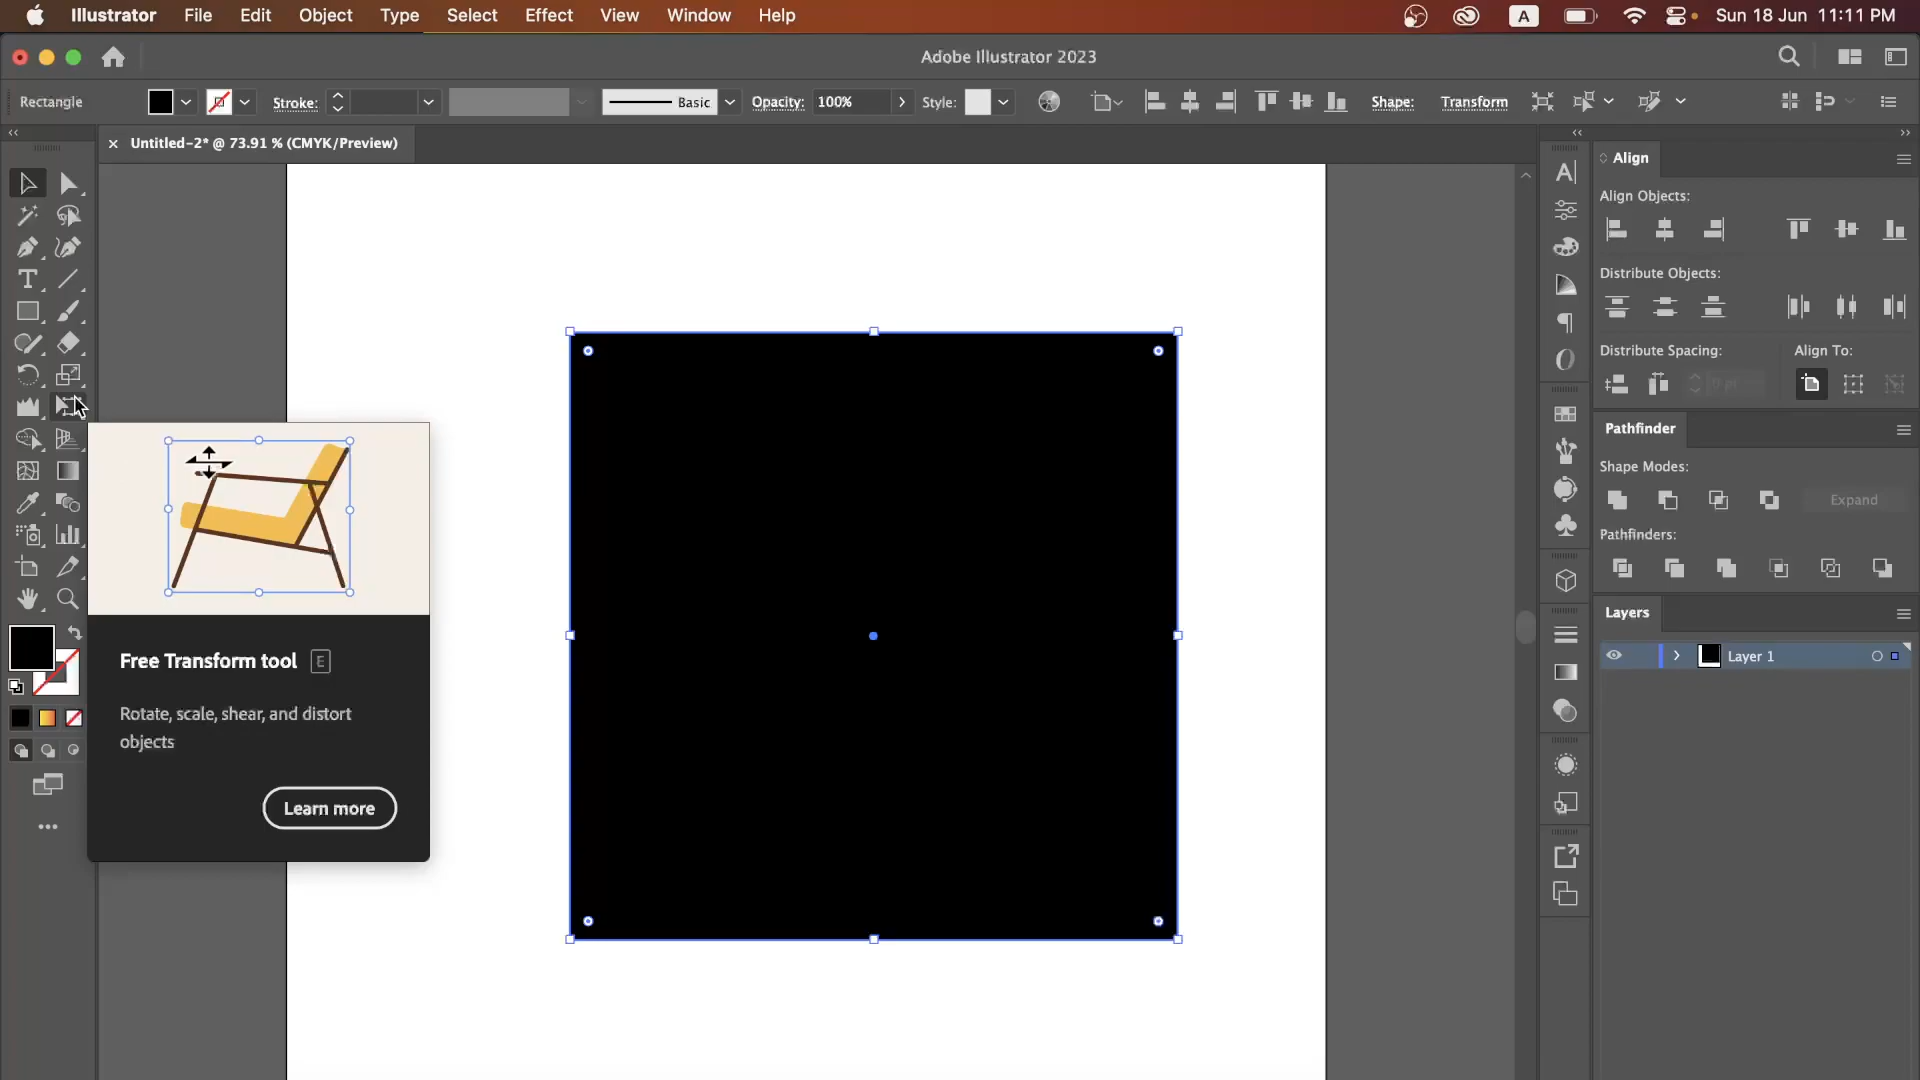 Illustrator File Edit Object Type Select Effect View Window Help A Sun 18 Jun 11:11 PM
Adobe Illustrator 2023
Rectangle Stroke: Basic Opacity: 100% Style: Shape: Transform
Untitled-2* @ 73.91 % (CMYK/Preview)
Align
Align Objects:
Distribute Objects:
Distribute Spacing: Align To:
0 pt
Pathfinder
Shape Modes:
Expand
Pathfinders:
Layers
Layer 1
Free Transform tool E
Rotate, scale, shear, and distort
objects
Learn more